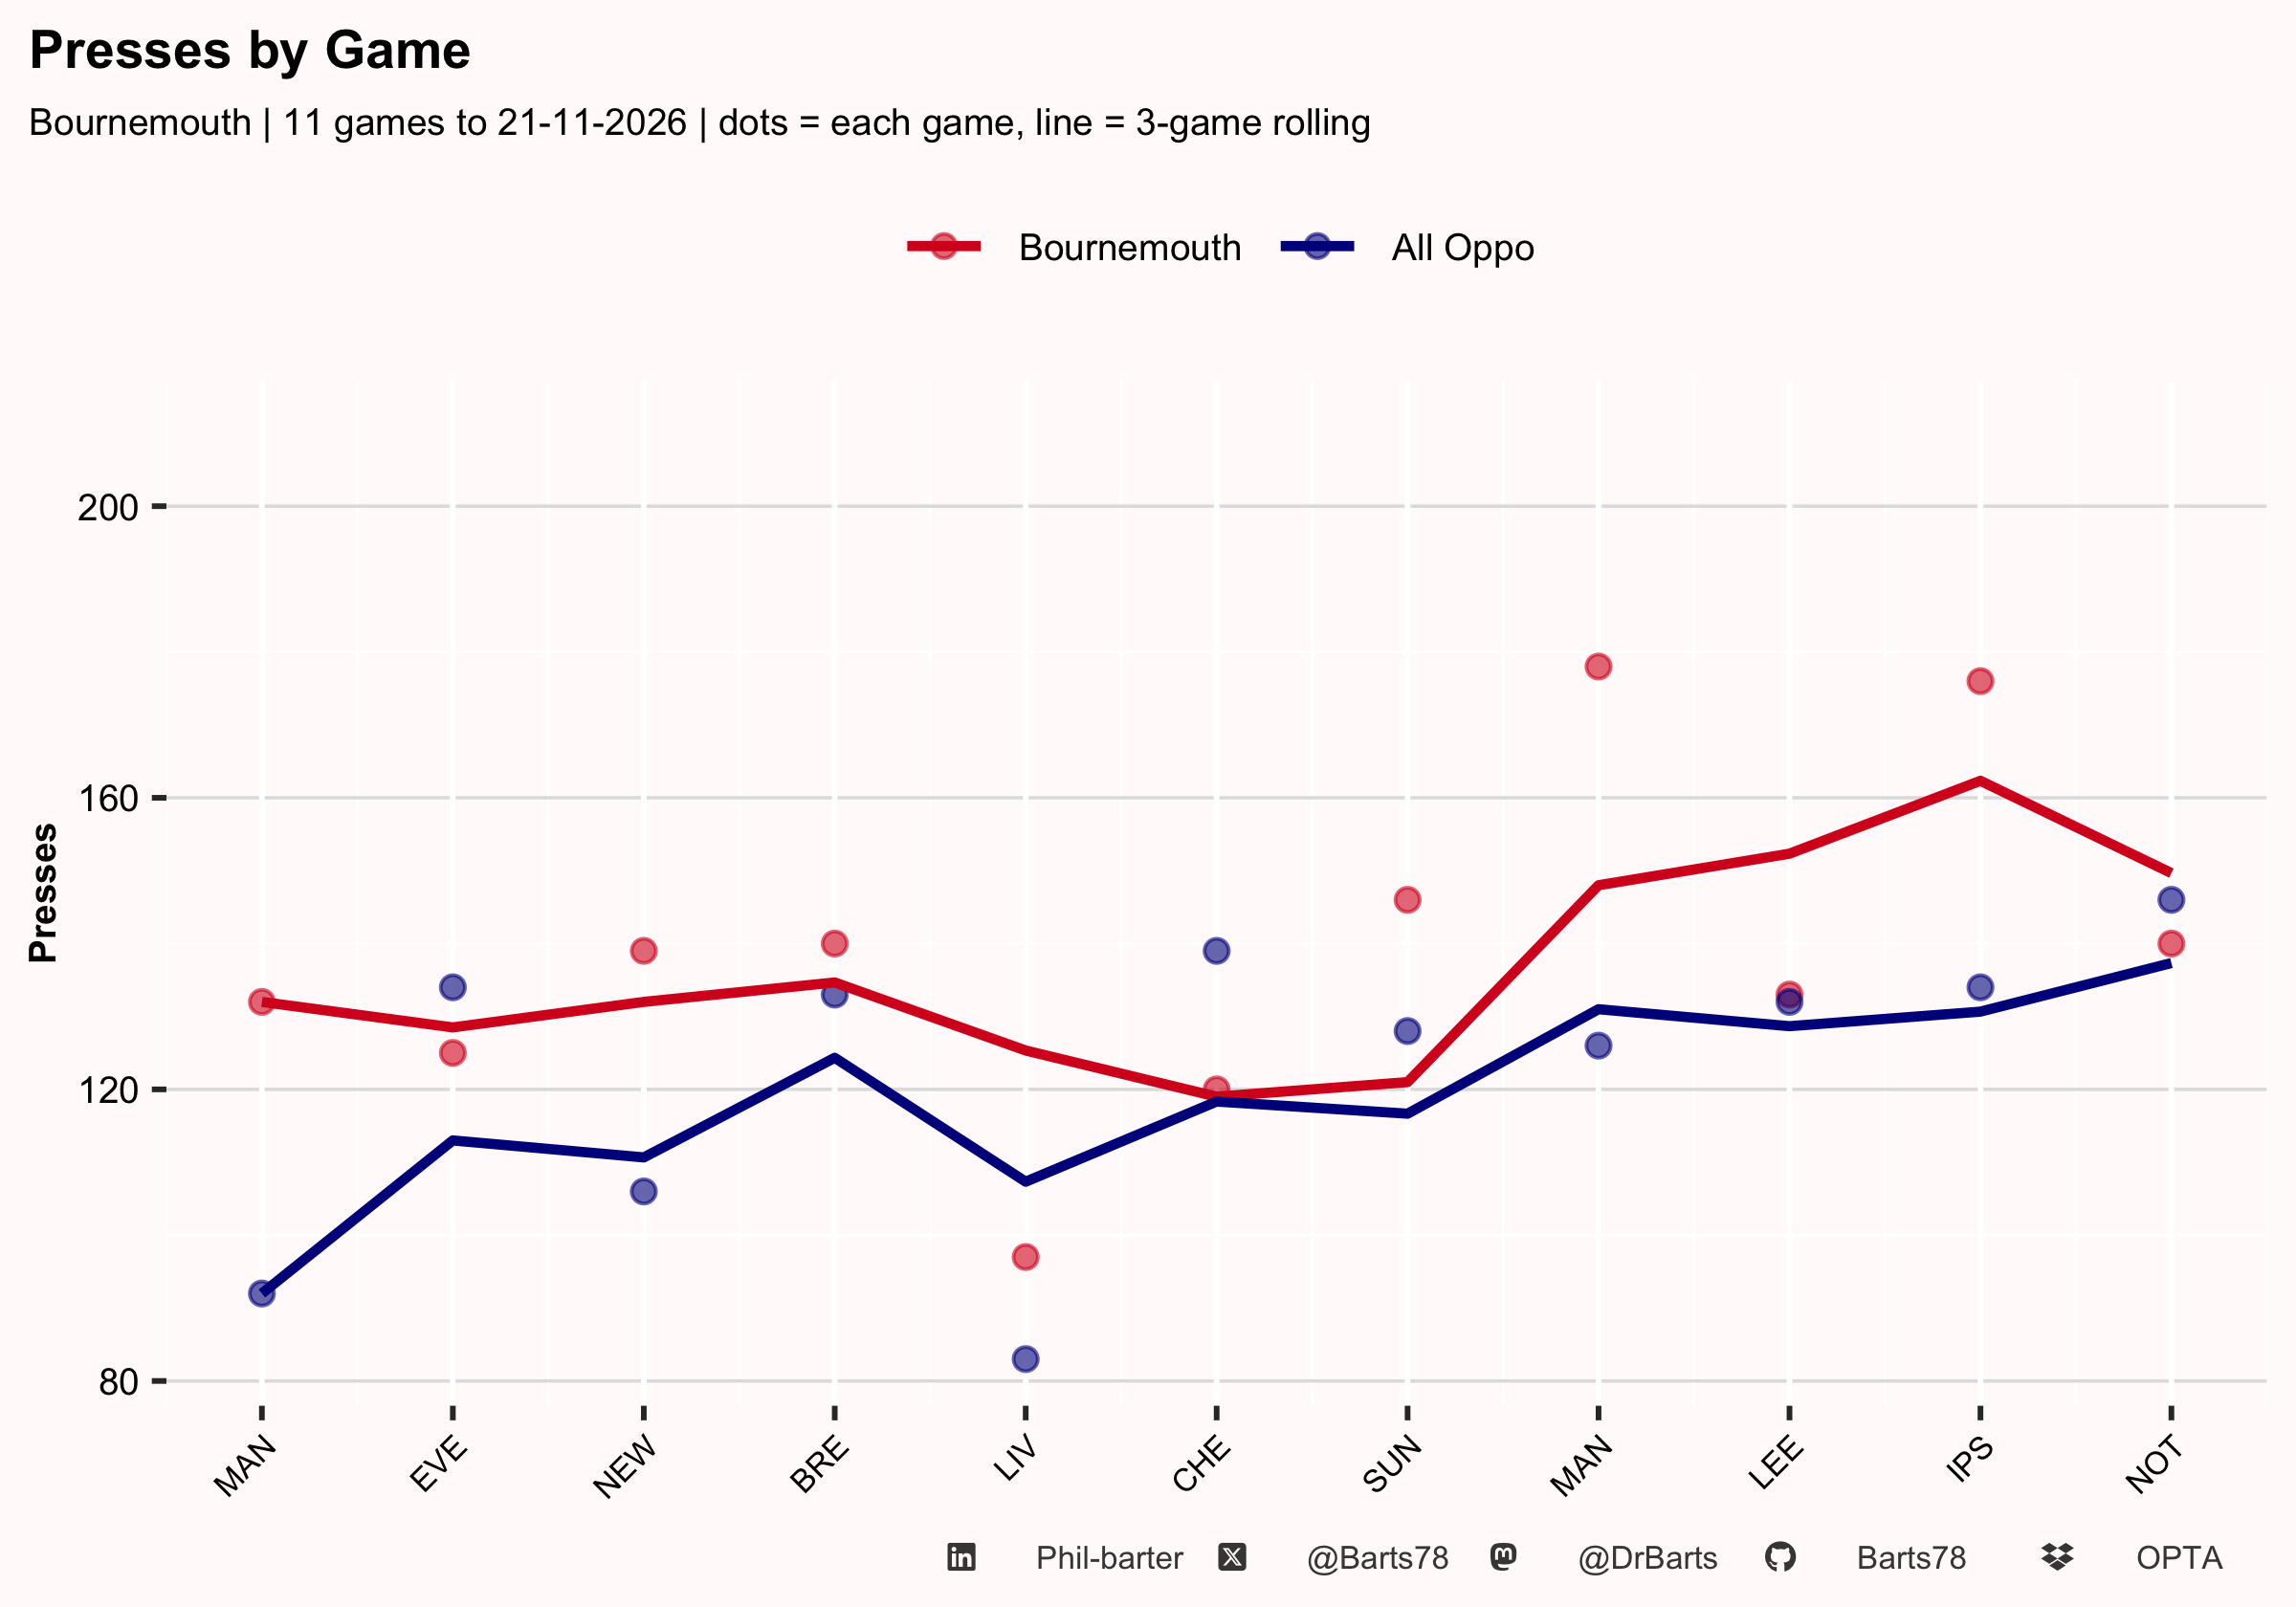 Presses by Game
Bournemouth | 11 games to 21-11-2026 | dots = each game, line = 3-game rolling
Bournemouth All Oppo
200
160
120
80
Presses
MAN EVE NEW BRE LIV CHE SUN MAN LEE IPS NOT
Phil-barter @Barts78 @DrBarts Barts78 OPTA